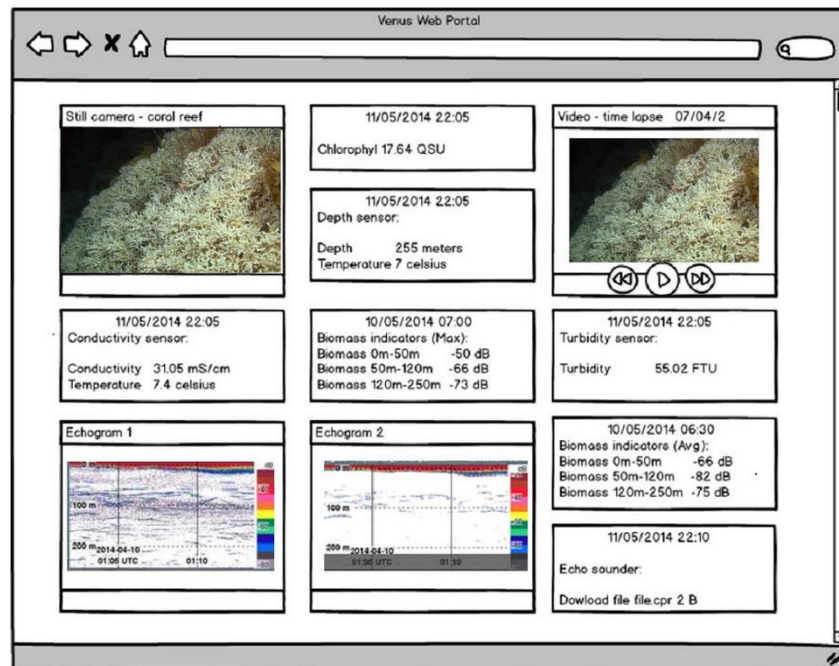 Venus Web Portal
Still camera - coral reef
11/05/2014 22:05
Chlorophyl 17.64 QSU
11/05/2014 22:05
Depth sensor:
Depth 255 meters
Temperature 7 celsius
Video - time lapse 07/04/2
11/05/2014 22:05
Conductivity sensor:
Conductivity 31.05 mS/cm
Temperature 7.4 celsius
10/05/2014 07:00
Biomass indicators (Max):
Biomass 0m-50m -50 dB
Biomass 50m-120m -66 dB
Biomass 120m-250m -73 dB
11/05/2014 22:05
Turbidity sensor:
Turbidity 55.02 FTU
Echogram 1
0 m
dB
100 m
200 m
2014-04-10
01:05 UTC 01:10
Echogram 2
0 m
dB
100 m
200 m
2014-04-10
01:05 UTC 01:10
10/05/2014 06:30
Biomass indicators (Avg):
Biomass 0m-50m -66 dB
Biomass 50m-120m -82 dB
Biomass 120m-250m -75 dB
11/05/2014 22:10
Echo sounder:
Dowload file file.cpr 2 B